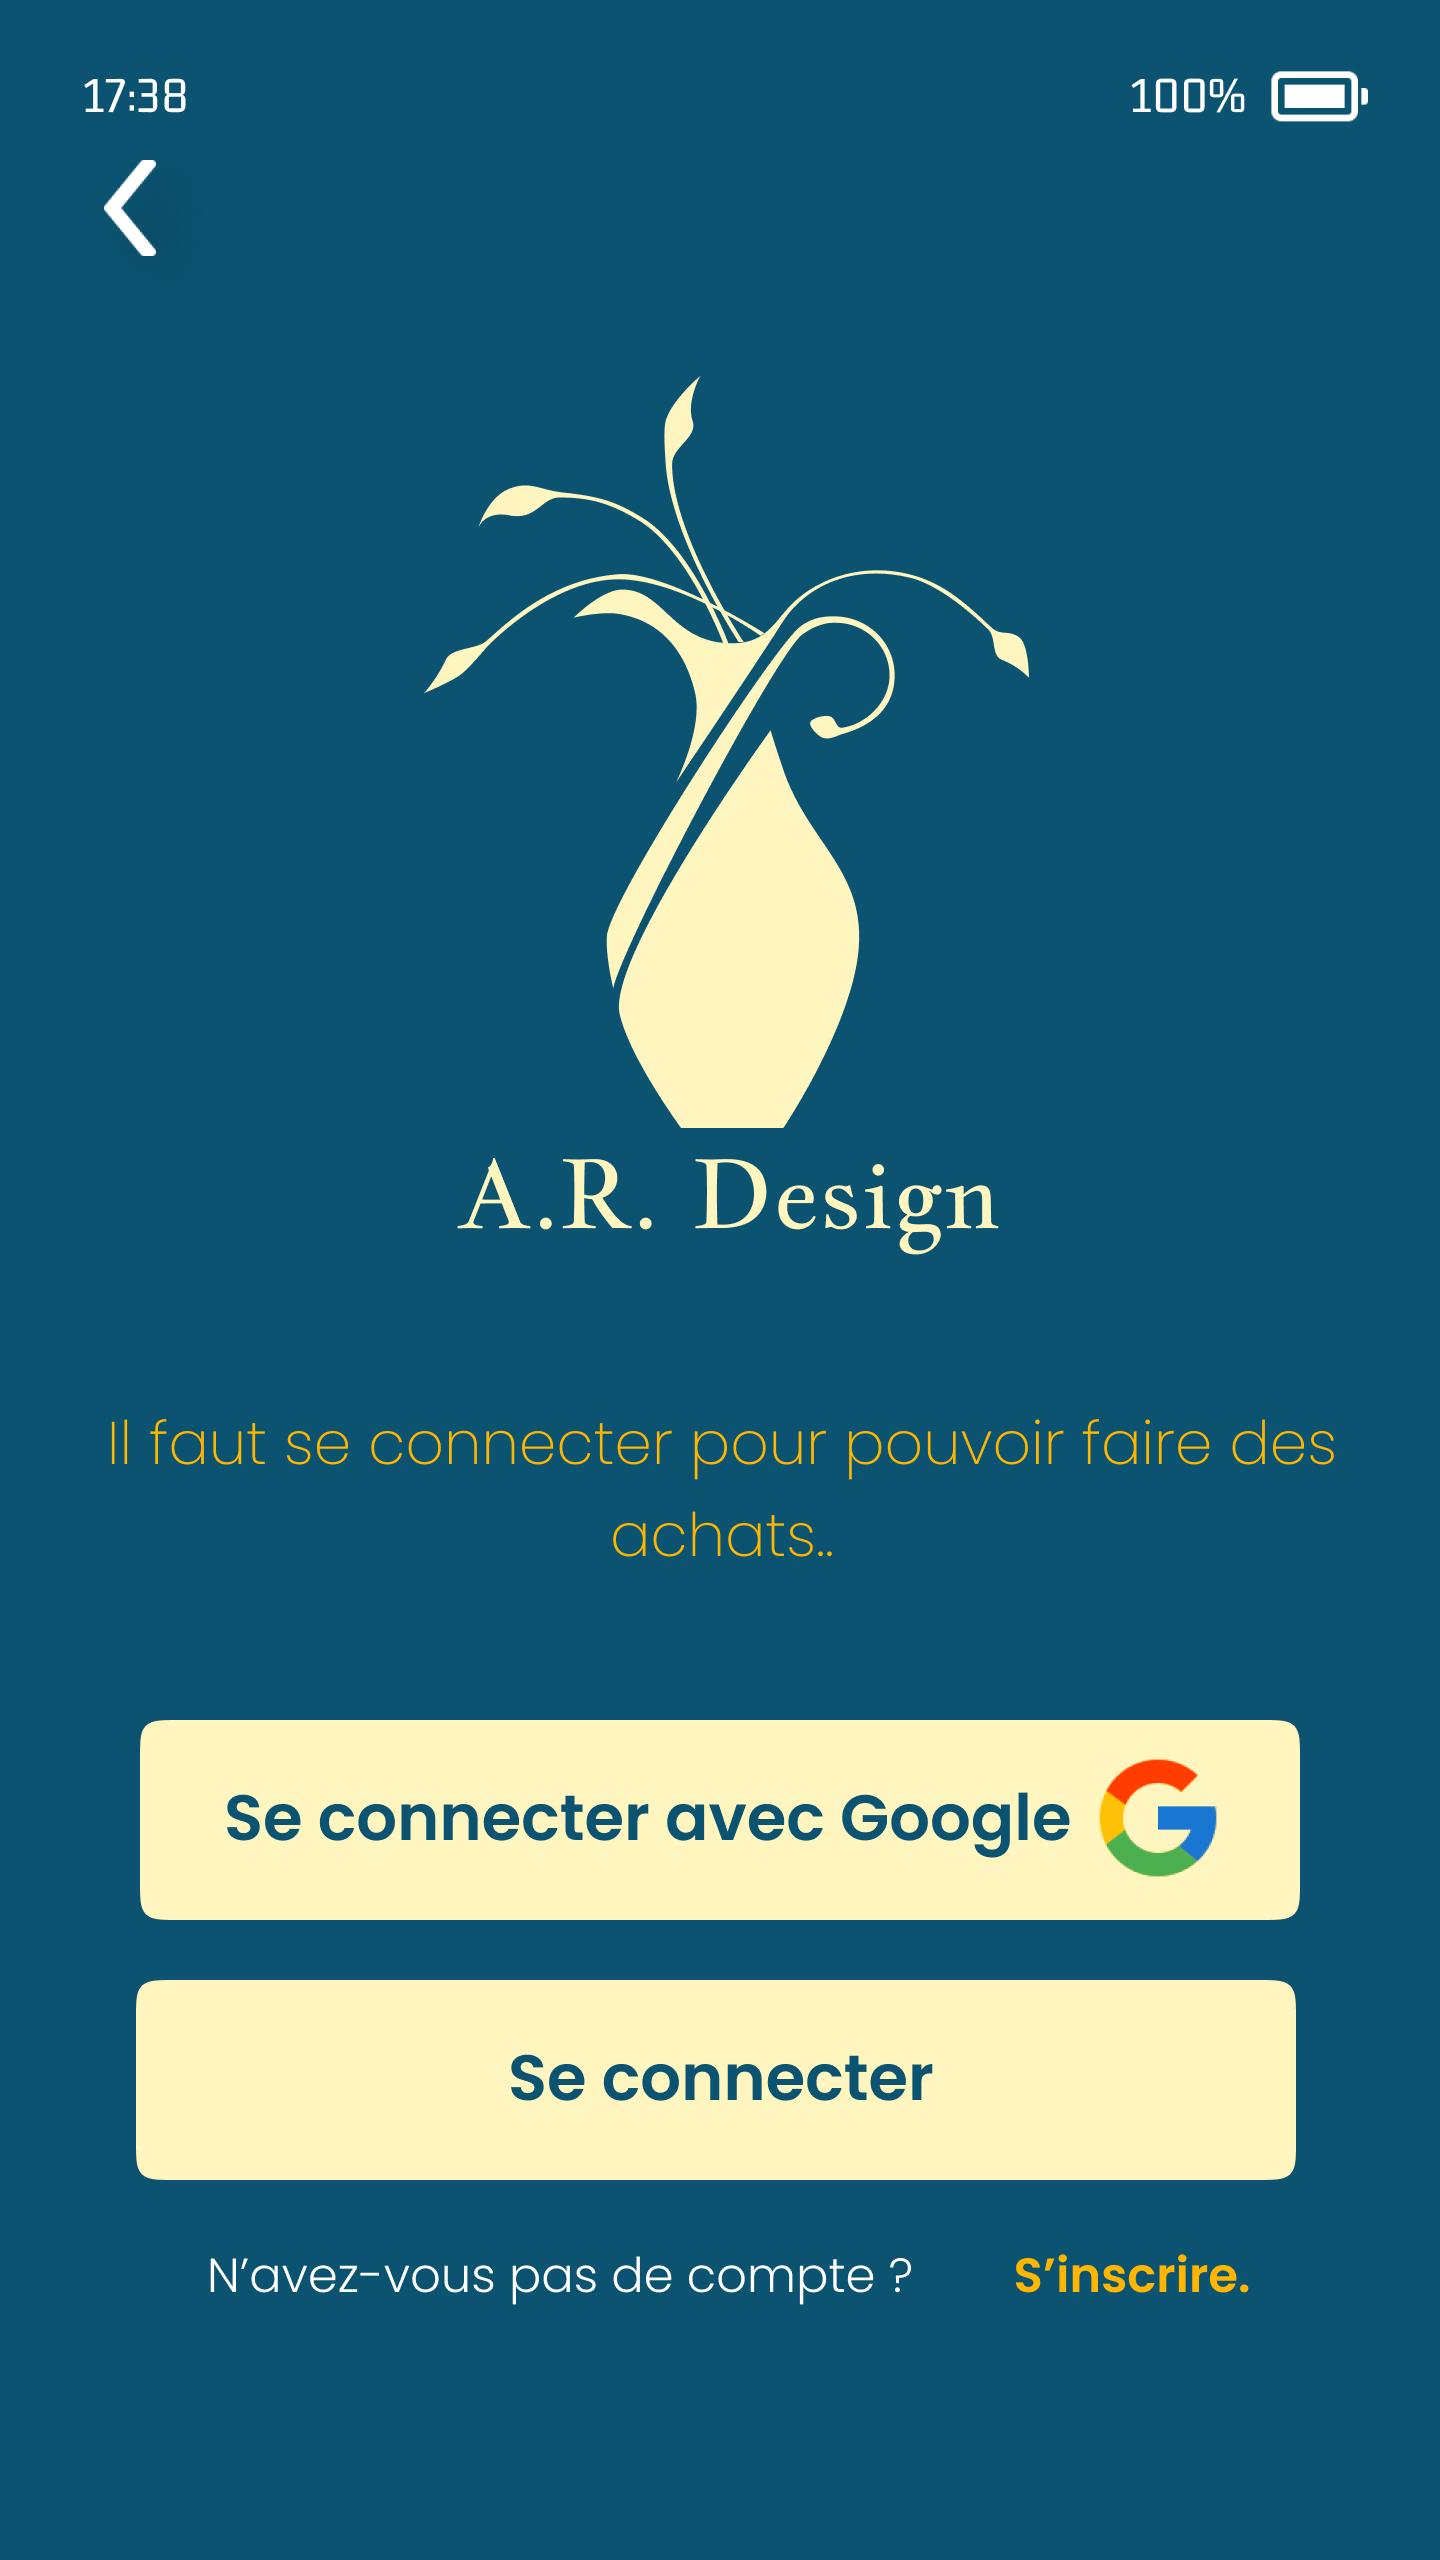 17:38
100%
A.R. Design
Il faut se connecter pour pouvoir faire des
achats..
Se connecter avec Google
Se connecter
N’avez-vous pas de compte ? S’inscrire.